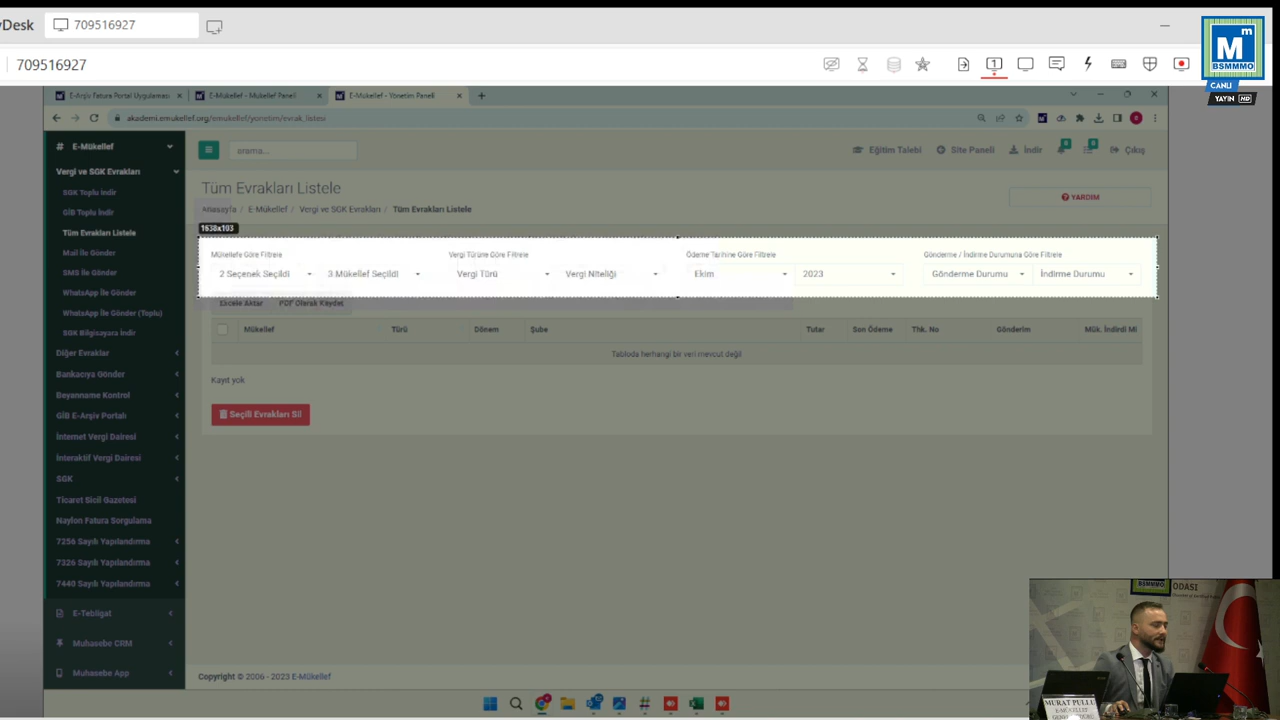 yDesk 709516927
709516927
M m
BSMMMO
CANLI
YAYIN HD
E-Arşiv Fatura Portal Uygulaması × E-Mükellef - Mükellef Paneli × E-Mükellef - Yönetim Paneli × +
akademi.emukellef.org/emukellef/yonetim/evrak_listesi
# E-Mükellef
arama...
Eğitim Talebi Site Paneli İndir 0 0 Çıkış
Vergi ve SGK Evrakları
SGK Toplu İndir
GİB Toplu İndir
Tüm Evrakları Listele
Mail İle Gönder
SMS İle Gönder
WhatsApp İle Gönder
WhatsApp İle Gönder (Toplu)
SGK Bilgisayara İndir
Diğer Evraklar
Bankacıya Gönder
Beyanname Kontrol
GİB E-Arşiv Portalı
İnternet Vergi Dairesi
İnteraktif Vergi Dairesi
SGK
Ticaret Sicil Gazetesi
Naylon Fatura Sorgulama
7256 Sayılı Yapılandırma
7326 Sayılı Yapılandırma
7440 Sayılı Yapılandırma
E-Tebligat
Muhasebe CRM
Muhasebe App
Tüm Evrakları Listele
YARDIM
Anasayfa / E-Mükellef / Vergi ve SGK Evrakları / Tüm Evrakları Listele
1638x103
Mükellefe Göre Filtrele Vergi Türüne Göre Filtrele Ödeme Tarihine Göre Filtrele Gönderme / İndirme Durumuna Göre Filtrele
2 Seçenek Seçildi 3 Mükellef Seçildi Vergi Türü Vergi Niteliği Ekim 2023 Gönderme Durumu İndirme Durumu
Excele Aktar PDF Olarak Kaydet
Mükellef Türü Dönem Şube Tutar Son Ödeme Thk. No Gönderim Mük. İndirdi Mi
Tabloda herhangi bir veri mevcut değil
Kayıt yok
Seçili Evrakları Sil
Copyright © 2006 - 2023 E-Mükellef
BSMMMO ODASI
MURAT PULLU
E-MÜKELLEF